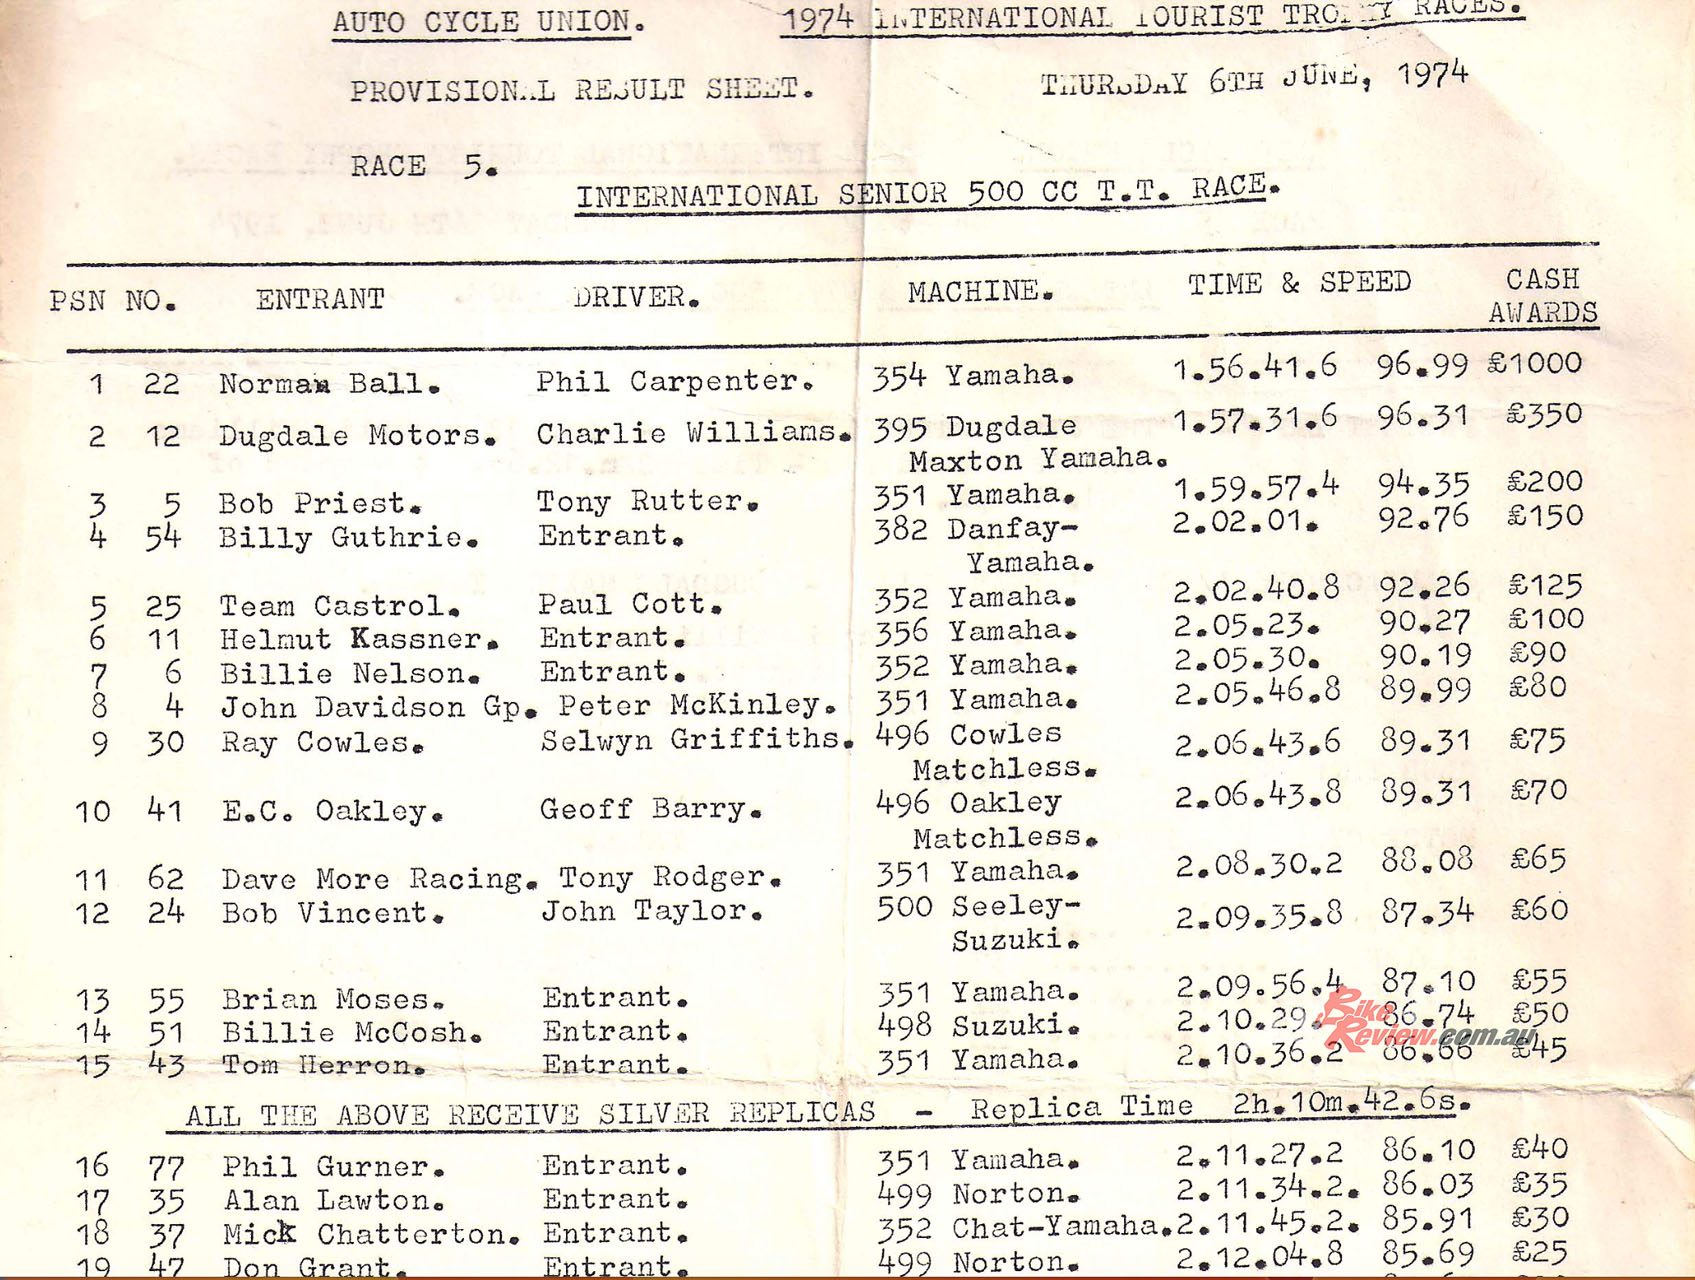 AUTO CYCLE UNION. 1974 INTERNATIONAL TOURIST TROPHY RACES.
PROVISIONAL RESULT SHEET. THURSDAY 6TH JUNE, 1974
RACE 5.
INTERNATIONAL SENIOR 500 CC T.T. RACE.
PSN NO. ENTRANT DRIVER. MACHINE. TIME & SPEED CASH AWARDS
1 22 Norman Ball. Phil Carpenter. 354 Yamaha. 1.56.41.6 96.99 £1000
2 12 Dugdale Motors. Charlie Williams. 395 Dugdale 1.57.31.6 96.31 £350
Maxton Yamaha.
3 5 Bob Priest. Tony Rutter. 351 Yamaha. 1.59.57.4 94.35 £200
4 54 Billy Guthrie. Entrant. 382 Danfay- 2.02.01. 92.76 £150
Yamaha.
5 25 Team Castrol. Paul Cott. 352 Yamaha. 2.02.40.8 92.26 £125
6 11 Helmut Kassner. Entrant. 356 Yamaha. 2.05.23. 90.27 £100
7 6 Billie Nelson. Entrant. 352 Yamaha. 2.05.30. 90.19 £90
8 4 John Davidson Gp. Peter McKinley. 351 Yamaha. 2.05.46.8 89.99 £80
9 30 Ray Cowles. Selwyn Griffiths. 496 Cowles 2.06.43.6 89.31 £75
Matchless.
10 41 E.C. Oakley. Geoff Barry. 496 Oakley 2.06.43.8 89.31 £70
Matchless.
11 62 Dave More Racing. Tony Rodger. 351 Yamaha. 2.08.30.2 88.08 £65
12 24 Bob Vincent. John Taylor. 500 Seeley- 2.09.35.8 87.34 £60
Suzuki.
13 55 Brian Moses. Entrant. 351 Yamaha. 2.09.56.4 87.10 £55
14 51 Billie McCosh. Entrant. 498 Suzuki. 2.10.29. 86.74 £50
15 43 Tom Herron. Entrant. 351 Yamaha. 2.10.36.2 86.66 £45
Bike
Review.com.au
ALL THE ABOVE RECEIVE SILVER REPLICAS - Replica Time 2h.10m.42.6s.
16 77 Phil Gurner. Entrant. 351 Yamaha. 2.11.27.2 86.10 £40
17 35 Alan Lawton. Entrant. 499 Norton. 2.11.34.2. 86.03 £35
18 37 Mick Chatterton. Entrant. 352 Chat-Yamaha. 2.11.45.2. 85.91 £30
19 47 Don Grant. Entrant. 499 Norton. 2.12.04.8 85.69 £25